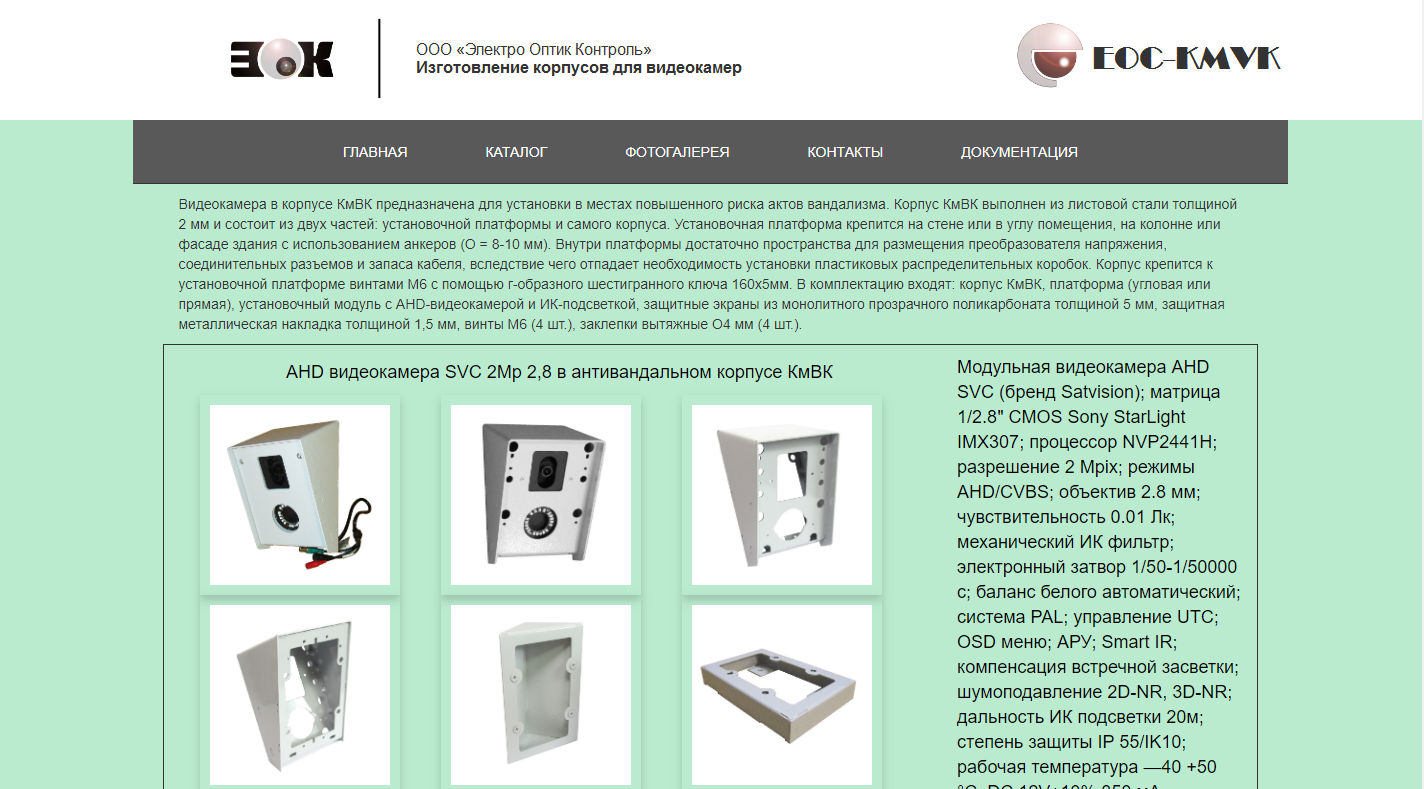 ЭОК
ООО «Электро Оптик Контроль»
Изготовление корпусов для видеокамер
EOC-KMVK
ГЛАВНАЯ КАТАЛОГ ФОТОГАЛЕРЕЯ КОНТАКТЫ ДОКУМЕНТАЦИЯ
Видеокамера в корпусе КмВК предназначена для установки в местах повышенного риска актов вандализма. Корпус КмВК выполнен из листовой стали толщиной
2 мм и состоит из двух частей: установочной платформы и самого корпуса. Установочная платформа крепится на стене или в углу помещения, на колонне или
фасаде здания с использованием анкеров (О = 8-10 мм). Внутри платформы достаточно пространства для размещения преобразователя напряжения,
соединительных разъемов и запаса кабеля, вследствие чего отпадает необходимость установки пластиковых распределительных коробок. Корпус крепится к
установочной платформе винтами М6 с помощью г-образного шестигранного ключа 160х5мм. В комплектацию входят: корпус КмВК, платформа (угловая или
прямая), установочный модуль с AHD-видеокамерой и ИК-подсветкой, защитные экраны из монолитного прозрачного поликарбоната толщиной 5 мм, защитная
металлическая накладка толщиной 1,5 мм, винты М6 (4 шт.), заклепки вытяжные О4 мм (4 шт.).
AHD видеокамера SVC 2Mp 2,8 в антивандальном корпусе КмВК
Модульная видеокамера AHD
SVC (бренд Satvision); матрица
1/2.8" CMOS Sony StarLight
IMX307; процессор NVP2441H;
разрешение 2 Mpix; режимы
AHD/CVBS; объектив 2.8 мм;
чувствительность 0.01 Лк;
механический ИК фильтр;
электронный затвор 1/50-1/50000
с; баланс белого автоматический;
система PAL; управление UTC;
OSD меню; АРУ; Smart IR;
компенсация встречной засветки;
шумоподавление 2D-NR, 3D-NR;
дальность ИК подсветки 20м;
степень защиты IP 55/IK10;
рабочая температура —40 +50
°C. DC 12V±10% 350 мА